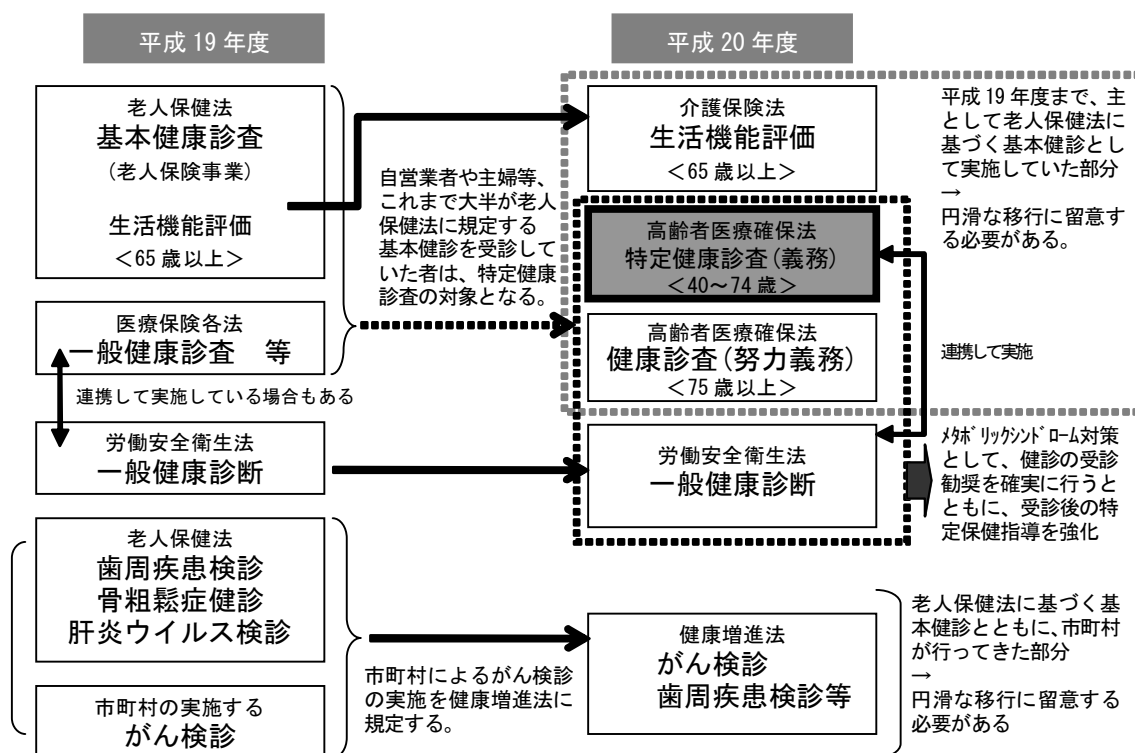 平成 19 年度
平成 20 年度
老人保健法
基本健康診査
(老人保険事業)
生活機能評価
＜65 歳以上＞
医療保険各法
一般健康診査　等
連携して実施している場合もある
労働安全衛生法
一般健康診断
老人保健法
歯周疾患検診
骨粗鬆症健診
肝炎ウイルス検診
市町村の実施する
がん検診
自営業者や主婦等、
これまで大半が老人
保健法に規定する
基本健診を受診して
いた者は、特定健康
診査の対象となる。
市町村によるがん検診
の実施を健康増進法に
規定する。
介護保険法
生活機能評価
＜65 歳以上＞
高齢者医療確保法
特定健康診査(義務)
＜40～74 歳＞
高齢者医療確保法
健康診査(努力義務)
＜75 歳以上＞
労働安全衛生法
一般健康診断
健康増進法
がん検診
歯周疾患検診等
平成 19 年度まで、主
として老人保健法に
基づく基本健診とし
て実施していた部分
→
円滑な移行に留意す
る必要がある。
連携して実施
ﾒﾀﾎﾞﾘｯｸｼﾝﾄﾞﾛｰﾑ対策
として、健診の受診
勧奨を確実に行うと
ともに、受診後の特
定保健指導を強化
老人保健法に基づく基
本健診とともに、市町村
が行ってきた部分
→
円滑な移行に留意する
必要がある